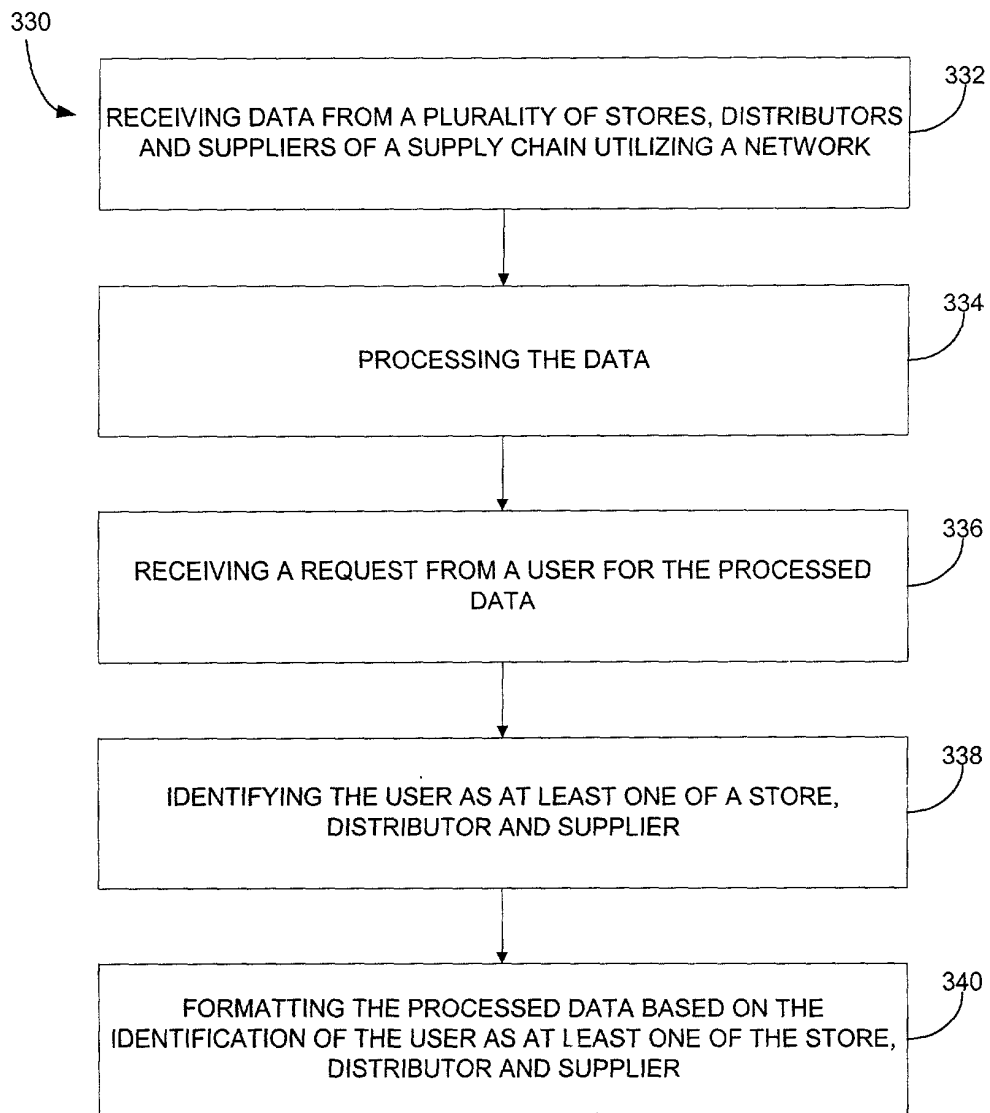 330
RECEIVING DATA FROM A PLURALITY OF STORES, DISTRIBUTORS
AND SUPPLIERS OF A SUPPLY CHAIN UTILIZING A NETWORK
332
PROCESSING THE DATA
334
RECEIVING A REQUEST FROM A USER FOR THE PROCESSED
DATA
336
IDENTIFYING THE USER AS AT LEAST ONE OF A STORE,
DISTRIBUTOR AND SUPPLIER
338
FORMATTING THE PROCESSED DATA BASED ON THE
IDENTIFICATION OF THE USER AS AT LEAST ONE OF THE STORE,
DISTRIBUTOR AND SUPPLIER
340